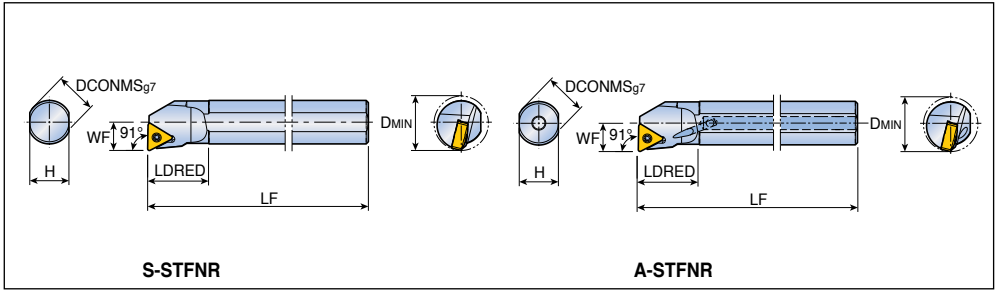 DCONMSg7
WF
91°
H
LDRED
LF
DMIN
S-STFNR
DCONMSg7
WF
91°
H
LDRED
LF
DMIN
A-STFNR